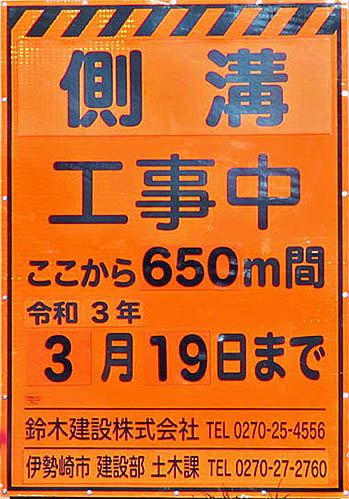 側溝
工事中
ここから650m間
令和 3 年
3月19日まで
鈴木建設株式会社 TEL 0270-25-4556
伊勢崎市 建設部 土木課 TEL 0270-27-2760